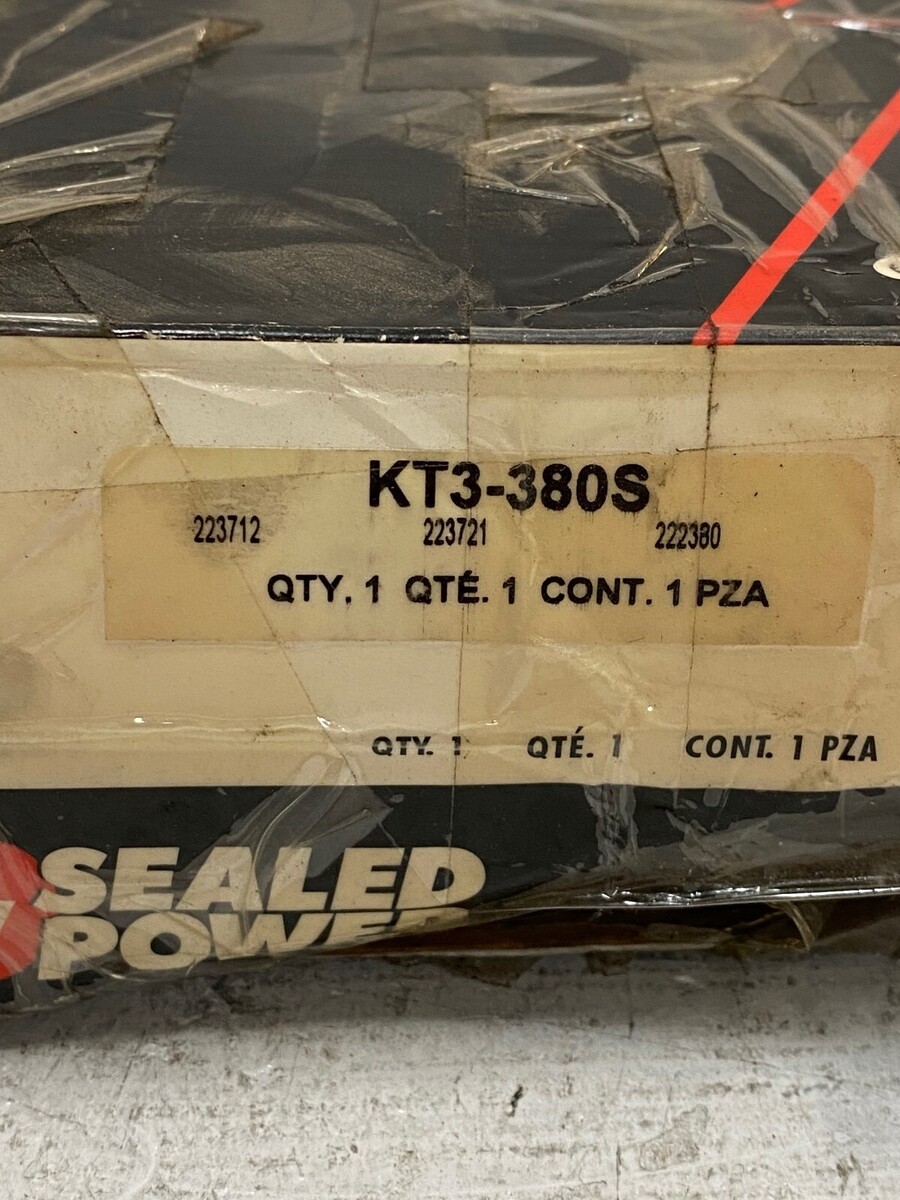 KT3-380S
223712 223721 222380
QTY. 1 QTÉ. 1 CONT. 1 PZA
QTY. 1 QTÉ. 1 CONT. 1 PZA
SEALED
POWER